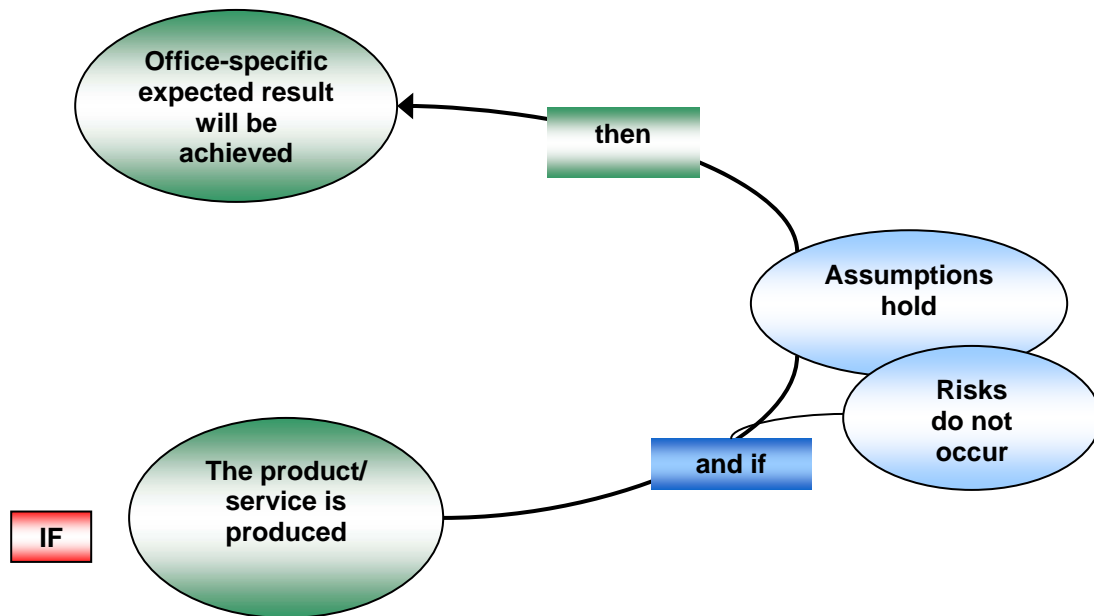 Office-specific
expected result
will be
achieved
then
Assumptions
hold
Risks
do not
occur
and if
The product/
service is
produced
IF